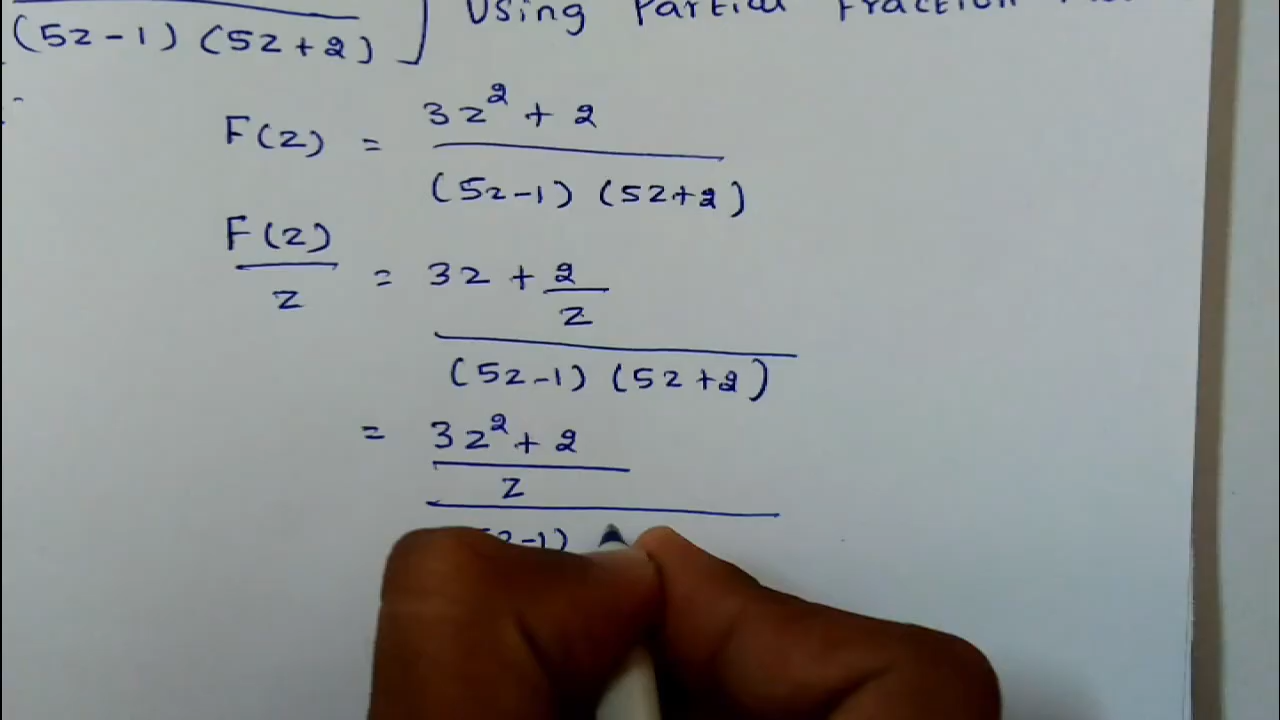 (5z-1) (5z+2) ] Using Partial Fraction
F(z) = 3z² + 2
(5z-1) (5z+2)
F(z)
z
= 3z + 2
z
(5z-1) (5z+2)
= 3z² + 2
z
z-1)